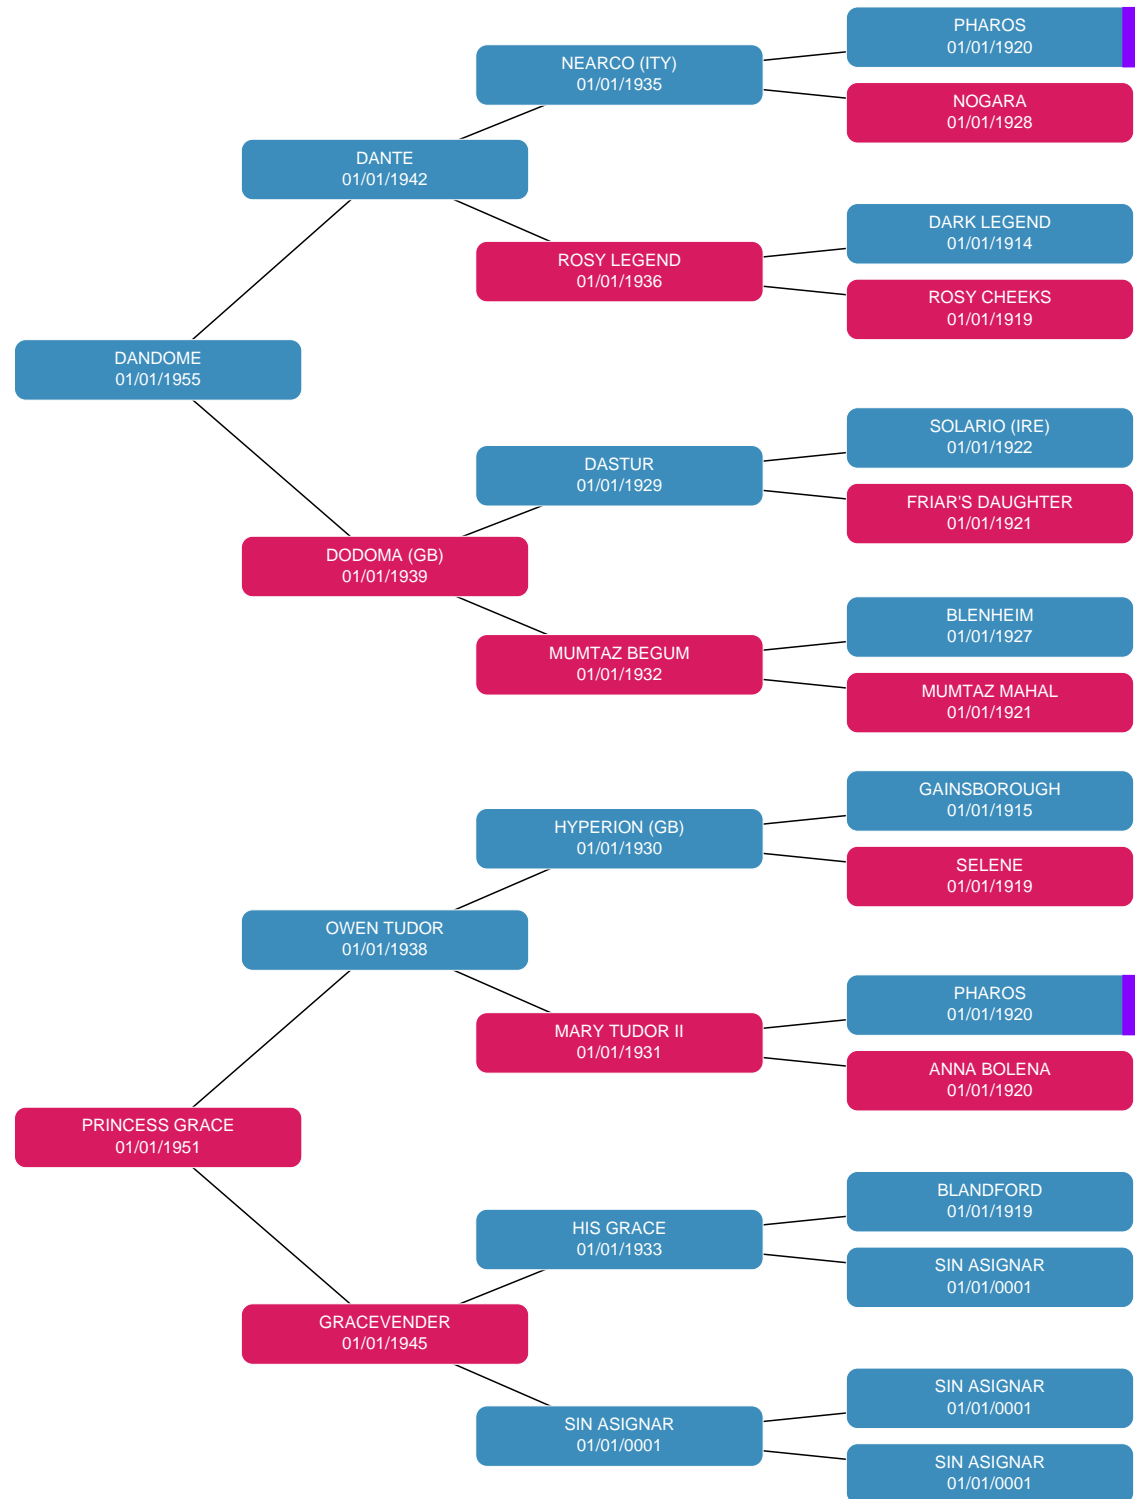 PHAROS
01/01/1920
NEARCO (ITY)
01/01/1935
NOGARA
01/01/1928
DANTE
01/01/1942
DARK LEGEND
01/01/1914
ROSY LEGEND
01/01/1936
ROSY CHEEKS
01/01/1919
DANDOME
01/01/1955
SOLARIO (IRE)
01/01/1922
DASTUR
01/01/1929
FRIAR'S DAUGHTER
01/01/1921
DODOMA (GB)
01/01/1939
BLENHEIM
01/01/1927
MUMTAZ BEGUM
01/01/1932
MUMTAZ MAHAL
01/01/1921
GAINSBOROUGH
01/01/1915
HYPERION (GB)
01/01/1930
SELENE
01/01/1919
OWEN TUDOR
01/01/1938
PHAROS
01/01/1920
MARY TUDOR II
01/01/1931
ANNA BOLENA
01/01/1920
PRINCESS GRACE
01/01/1951
BLANDFORD
01/01/1919
HIS GRACE
01/01/1933
SIN ASIGNAR
01/01/0001
GRACEVENDER
01/01/1945
SIN ASIGNAR
01/01/0001
SIN ASIGNAR
01/01/0001
SIN ASIGNAR
01/01/0001